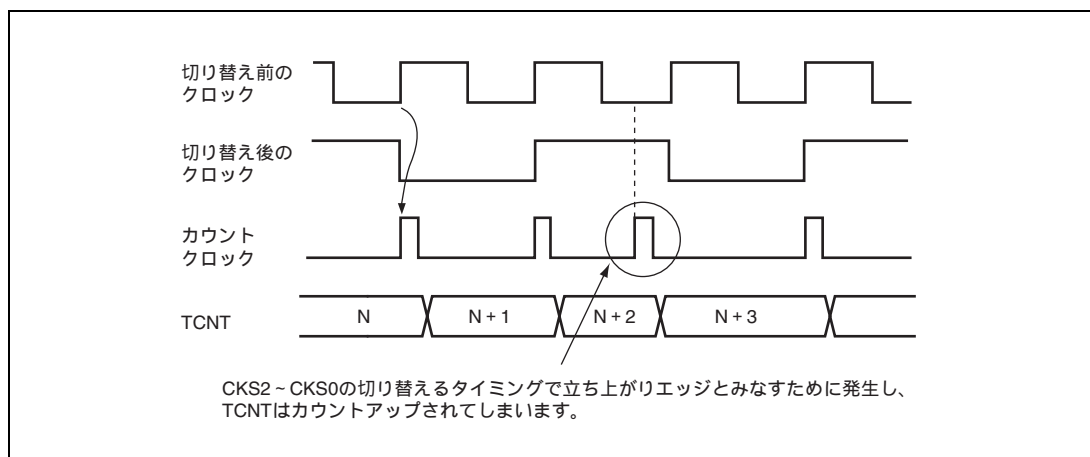 切り替え前の
クロック
切り替え後の
クロック
カウント
クロック
TCNT
N
N + 1
N + 2
N + 3
CKS2 ~ CKS0の切り替えるタイミングで立ち上がりエッジとみなすために発生し、
TCNTはカウントアップされてしまいます。